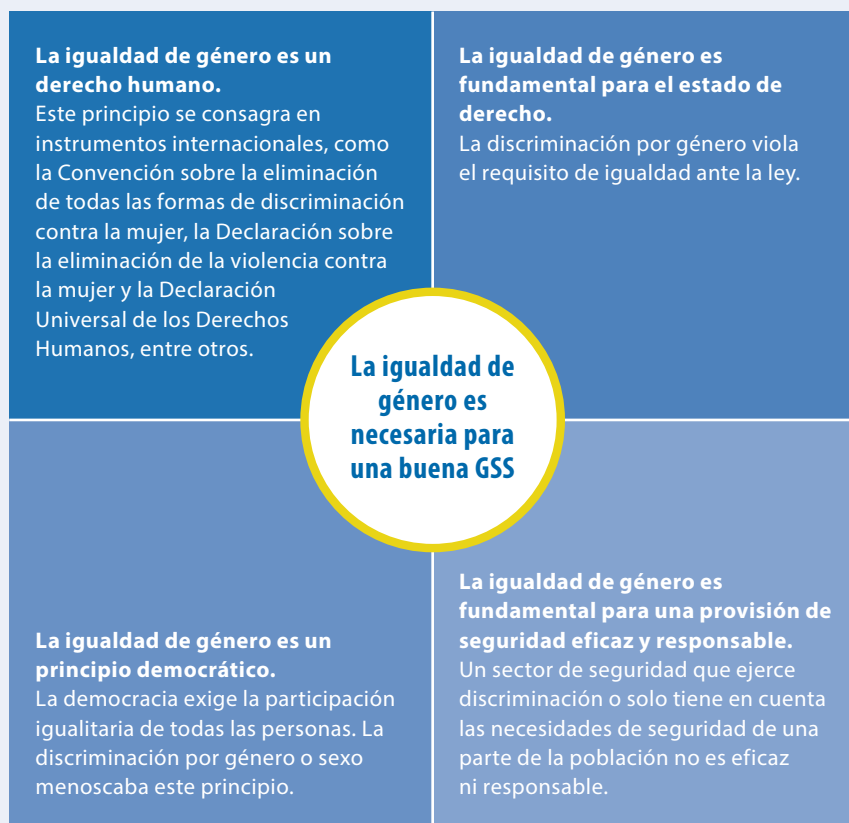 La igualdad de género es un
derecho humano.
Este principio se consagra en
instrumentos internacionales, como
la Convención sobre la eliminación
de todas las formas de discriminación
contra la mujer, la Declaración sobre
la eliminación de la violencia contra
la mujer y la Declaración
Universal de los Derechos
Humanos, entre otros.
La igualdad de género es
fundamental para el estado de
derecho.
La discriminación por género viola
el requisito de igualdad ante la ley.
La igualdad de
género es
necesaria para
una buena GSS
La igualdad de género es un
principio democrático.
La democracia exige la participación
igualitaria de todas las personas. La
discriminación por género o sexo
menoscaba este principio.
La igualdad de género es
fundamental para una provisión de
seguridad eficaz y responsable.
Un sector de seguridad que ejerce
discriminación o solo tiene en cuenta
las necesidades de seguridad de una
parte de la población no es eficaz
ni responsable.